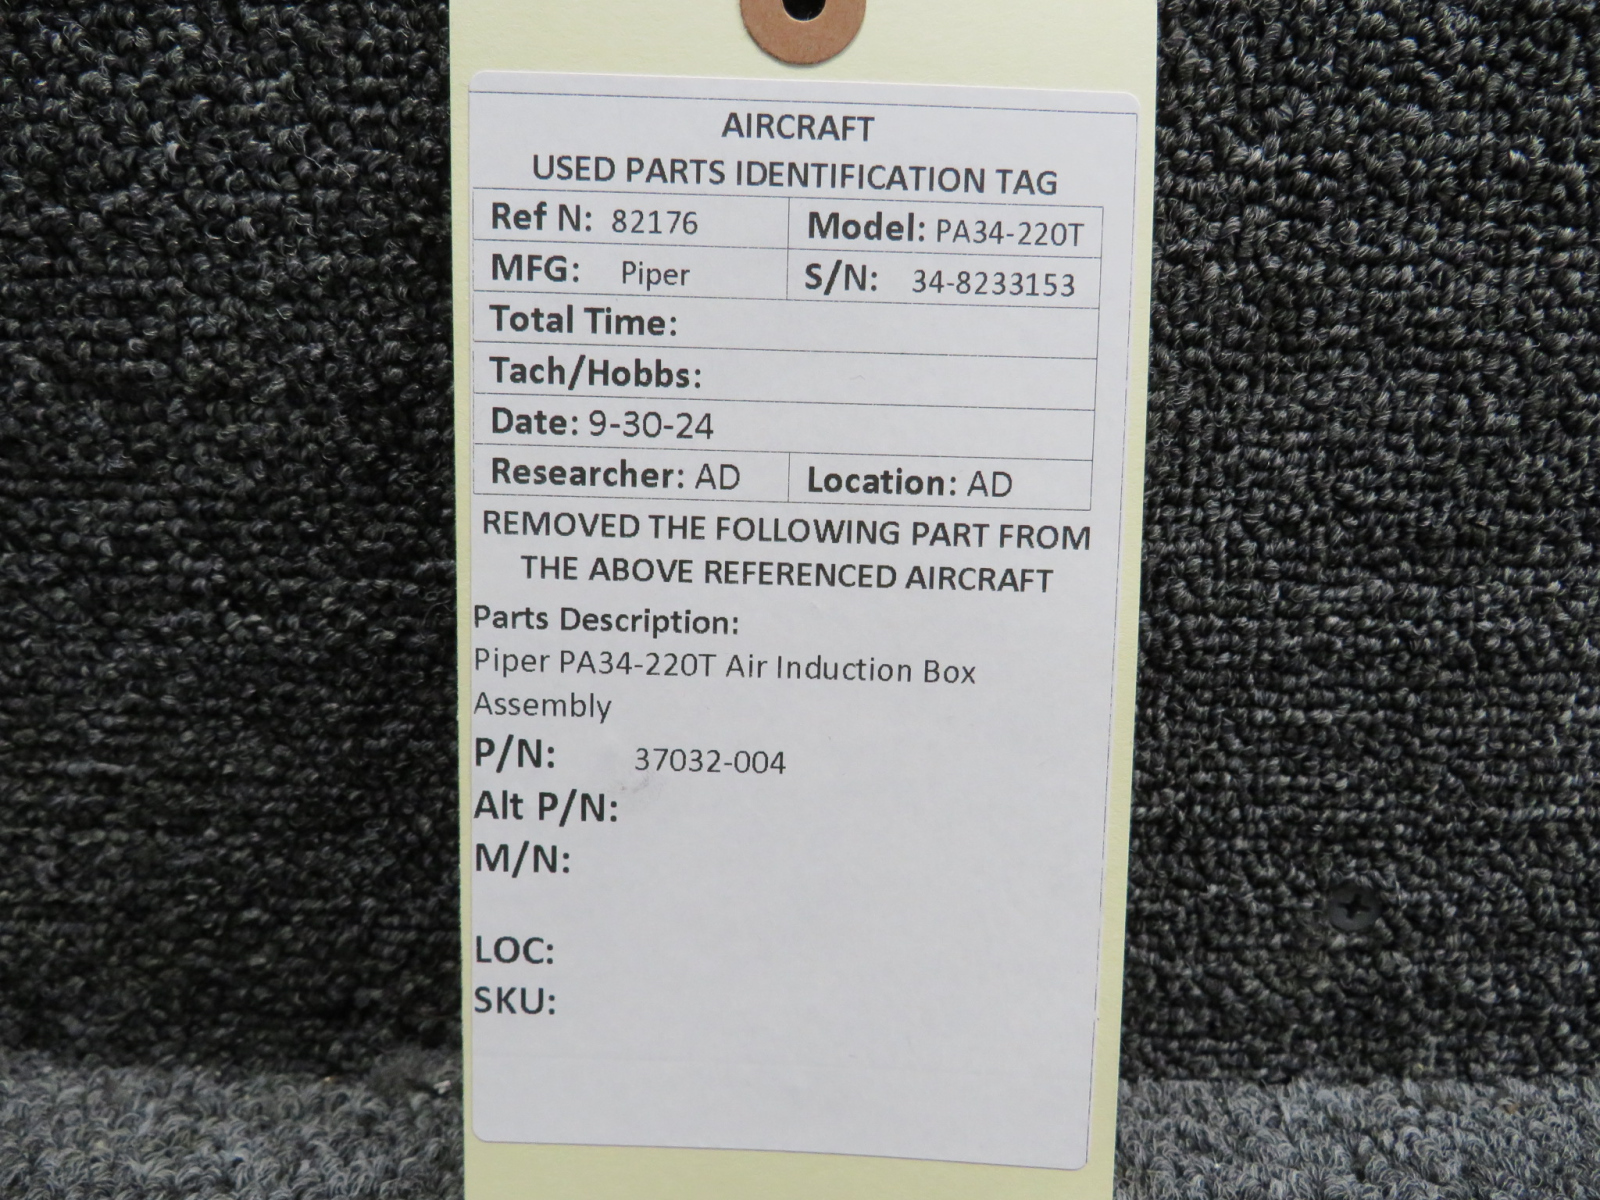 AIRCRAFT
USED PARTS IDENTIFICATION TAG
Ref N: 82176 Model: PA34-220T
MFG: Piper S/N: 34-8233153
Total Time:
Tach/Hobbs:
Date: 9-30-24
Researcher: AD Location: AD
REMOVED THE FOLLOWING PART FROM
THE ABOVE REFERENCED AIRCRAFT
Parts Description:
Piper PA34-220T Air Induction Box
Assembly
P/N: 37032-004
Alt P/N:
M/N:
LOC:
SKU: